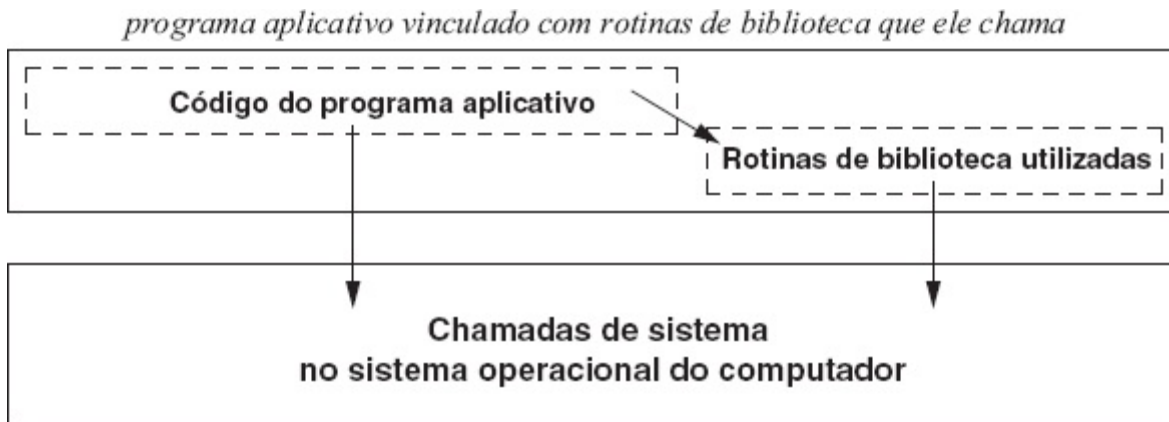 programa aplicativo vinculado com rotinas de biblioteca que ele chama
Código do programa aplicativo
Rotinas de biblioteca utilizadas
Chamadas de sistema
no sistema operacional do computador